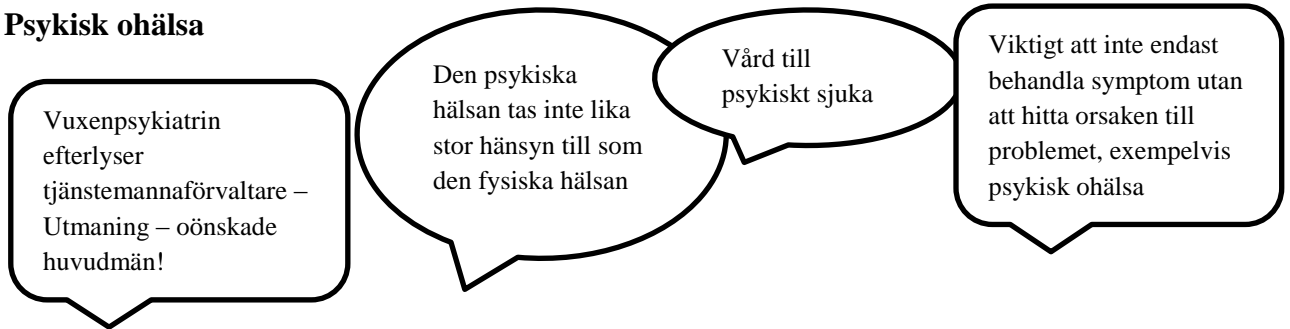 Psykisk ohälsa
Vuxenpsykiatrin
efterlyser
tjänstemannaförvaltare –
Utmaning – oönskade
huvudmän!
Den psykiska
hälsan tas inte lika
stor hänsyn till som
den fysiska hälsan
Vård till
psykiskt sjuka
Viktigt att inte endast
behandla symptom utan
att hitta orsaken till
problemet, exempelvis
psykisk ohälsa